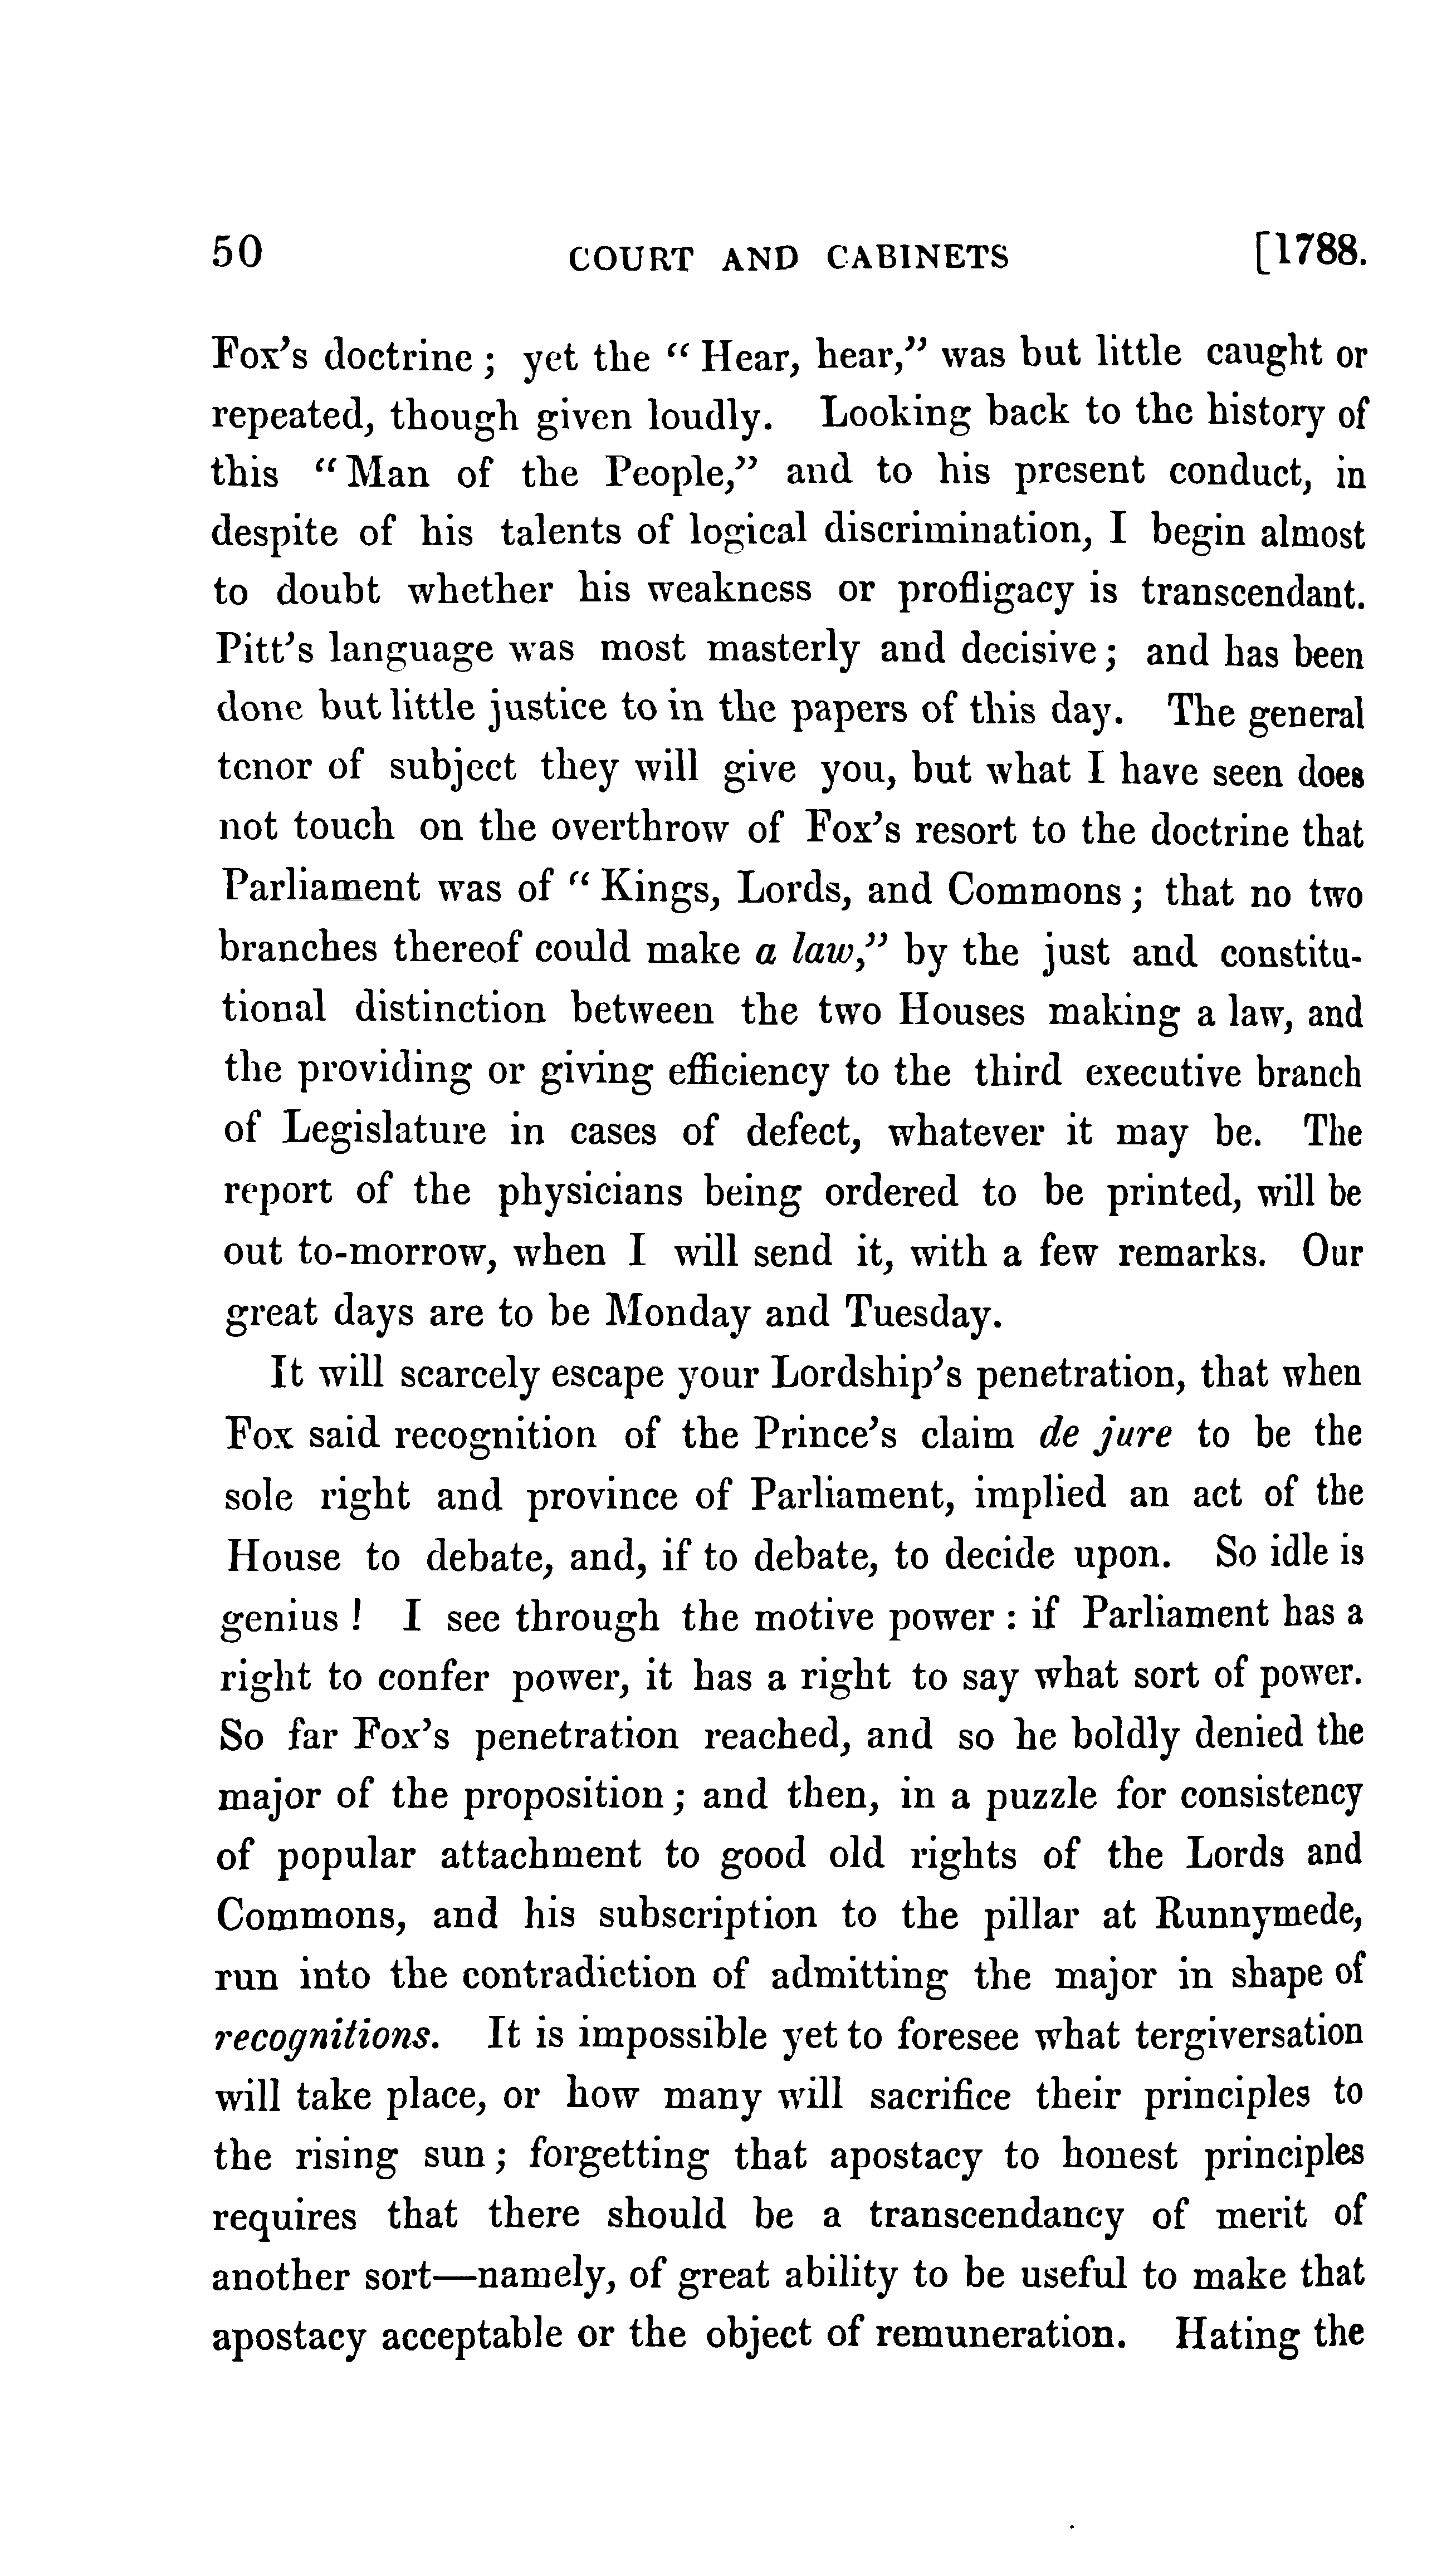 50 COURT AND CABINETS [1788.
Fox's doctrine; yet the "Hear, hear," was but little caught or
repeated, though given loudly. Looking back to the history of
this "Man of the People," and to his present conduct, in
despite of his talents of logical discrimination, I begin almost
to doubt whether his weakness or profligacy is transcendant.
Pitt's language was most masterly and decisive; and has been
done but little justice to in the papers of this day. The general
tenor of subject they will give you, but what I have seen does
not touch on the overthrow of Fox's resort to the doctrine that
Parliament was of "Kings, Lords, and Commons; that no two
branches thereof could make a law," by the just and constitu-
tional distinction between the two Houses making a law, and
the providing or giving efficiency to the third executive branch
of Legislature in cases of defect, whatever it may be. The
report of the physicians being ordered to be printed, will be
out to-morrow, when I will send it, with a few remarks. Our
great days are to be Monday and Tuesday.
It will scarcely escape your Lordship's penetration, that when
Fox said recognition of the Prince's claim de jure to be the
sole right and province of Parliament, implied an act of the
House to debate, and, if to debate, to decide upon. So idle is
genius! I see through the motive power: if Parliament has a
right to confer power, it has a right to say what sort of power.
So far Fox's penetration reached, and so he boldly denied the
major of the proposition; and then, in a puzzle for consistency
of popular attachment to good old rights of the Lords and
Commons, and his subscription to the pillar at Runnymede,
run into the contradiction of admitting the major in shape of
recognitions. It is impossible yet to foresee what tergiversation
will take place, or how many will sacrifice their principles to
the rising sun; forgetting that apostacy to honest principles
requires that there should be a transcendancy of merit of
another sort—namely, of great ability to be useful to make that
apostacy acceptable or the object of remuneration. Hating the